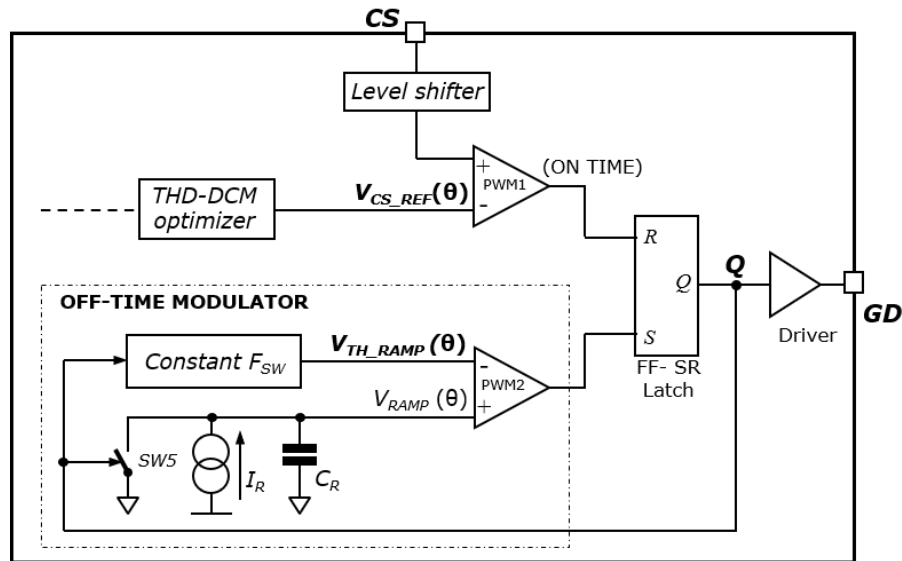 CS
Level shifter
+
PWM1
-
(ON TIME)
THD-DCM
optimizer
V_CS_REF(θ)
R
Q
S
FF- SR
Latch
Q
Driver
GD
OFF-TIME MODULATOR
Constant F_SW
V_TH_RAMP(θ)
-
PWM2
+
V_RAMP (θ)
SW5
I_R
C_R